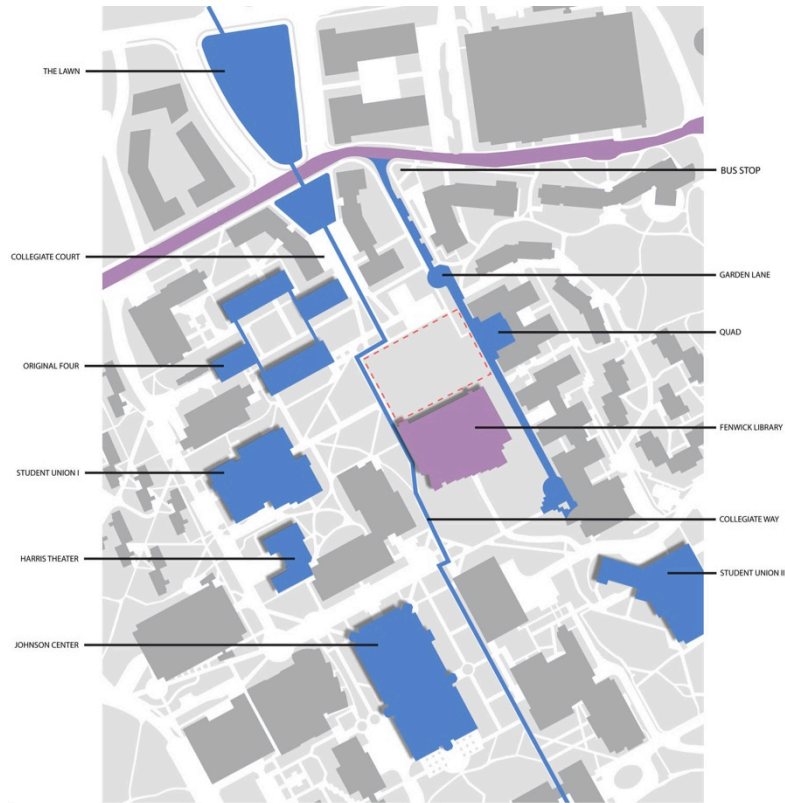 THE LAWN
COLLEGIATE COURT
ORIGINAL FOUR
STUDENT UNION I
HARRIS THEATER
JOHNSON CENTER
BUS STOP
GARDEN LANE
QUAD
FENWICK LIBRARY
COLLEGIATE WAY
STUDENT UNION II